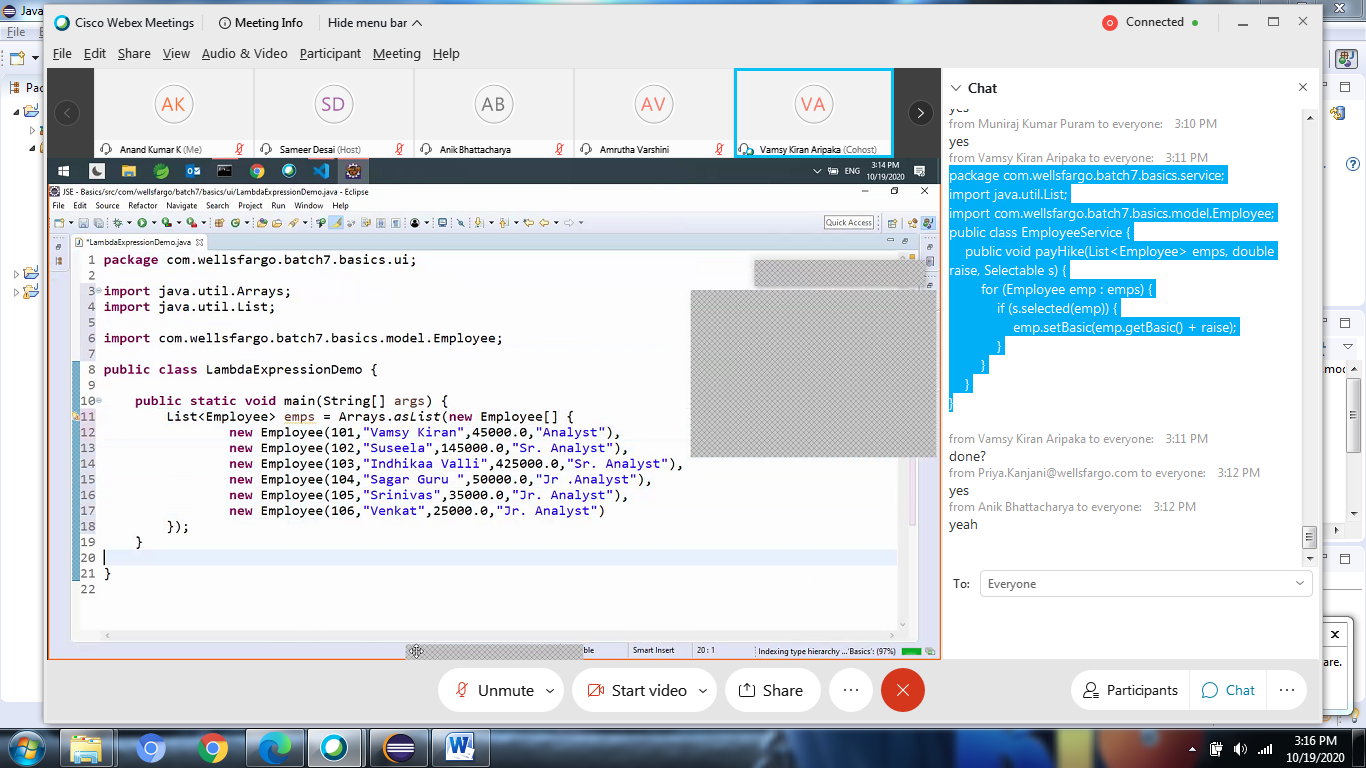 Java
Cisco Webex Meetings
Meeting Info
Hide menu bar
Connected
File
File Edit Share View Audio & Video Participant Meeting Help
Pac
AK
SD
AB
AV
VA
Anand Kumar K (Me)
Sameer Desai (Host)
Anik Bhattacharya
Amrutha Varshini
Vamsy Kiran Aripaka (Cohost)
ENG
3:14 PM
10/19/2020
JSE - Basics/src/com/wellsfargo/batch7/basics/ui/LambdaExpressionDemo.java - Eclipse
File Edit Source Refactor Navigate Search Project Run Window Help
Quick Access
*LambdaExpressionDemo.java
1 package com.wellsfargo.batch7.basics.ui;
2
3 import java.util.Arrays;
4 import java.util.List;
5
6 import com.wellsfargo.batch7.basics.model.Employee;
7
8 public class LambdaExpressionDemo {
9
10 public static void main(String[] args) {
11 List<Employee> emps = Arrays.asList(new Employee[] {
12 new Employee(101,"Vamsy Kiran",45000.0,"Analyst"),
13 new Employee(102,"Suseela",145000.0,"Sr. Analyst"),
14 new Employee(103,"Indhikaa Valli",425000.0,"Sr. Analyst"),
15 new Employee(104,"Sagar Guru ",50000.0,"Jr .Analyst"),
16 new Employee(105,"Srinivas",35000.0,"Jr. Analyst"),
17 new Employee(106,"Venkat",25000.0,"Jr. Analyst")
18 });
19 }
20
21 }
22
ble
Smart Insert
20 : 1
Indexing type hierarchy ...'Basics': (97%)
Chat
yes
from Muniraj Kumar Puram to everyone: 3:10 PM
yes
from Vamsy Kiran Aripaka to everyone: 3:11 PM
package com.wellsfargo.batch7.basics.service;
import java.util.List;
import com.wellsfargo.batch7.basics.model.Employee;
public class EmployeeService {
public void payHike(List<Employee> emps, double
raise, Selectable s) {
for (Employee emp : emps) {
if (s.selected(emp)) {
emp.setBasic(emp.getBasic() + raise);
}
}
}
}
from Vamsy Kiran Aripaka to everyone: 3:11 PM
done?
from Priya.Kanjani@wellsfargo.com to everyone: 3:12 PM
yes
from Anik Bhattacharya to everyone: 3:12 PM
yeah
To: Everyone
mod
are.
Unmute
Start video
Share
Participants
Chat
3:16 PM
10/19/2020